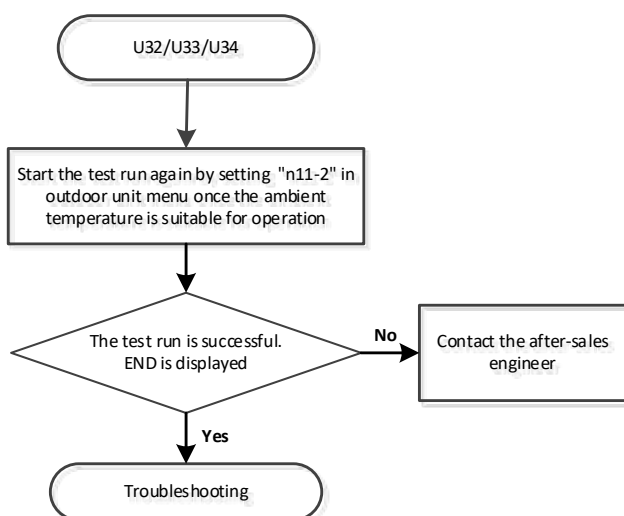 U32/U33/U34
Start the test run again by setting "n11-2" in
outdoor unit menu once the ambient
temperature is suitable for operation
The test run is successful.
END is displayed
No
Contact the after-sales
engineer
Yes
Troubleshooting